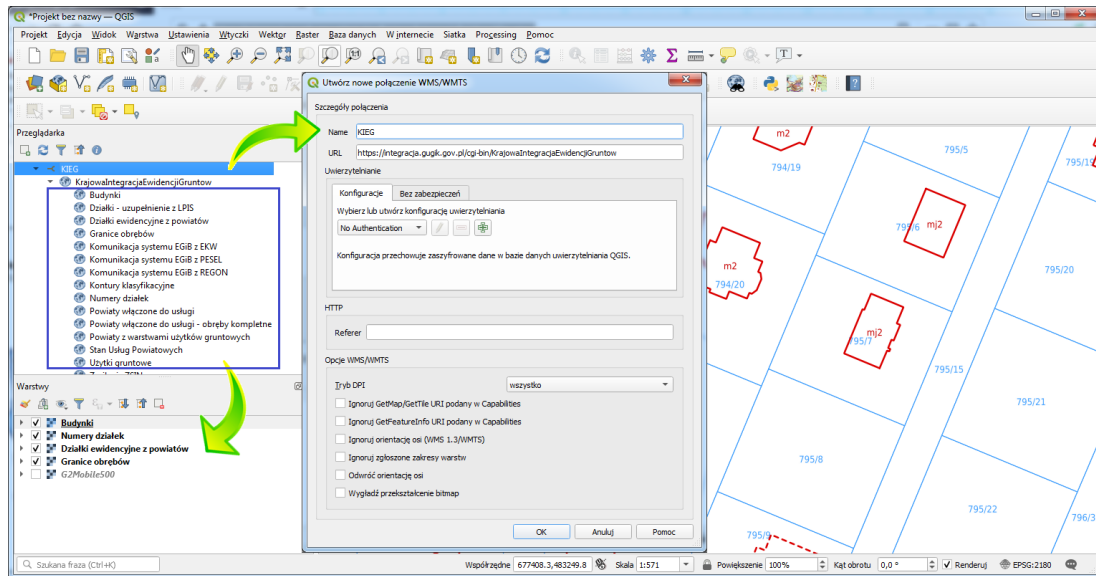 *Projekt bez nazwy — QGIS
Projekt Edycja Widok Warstwa Ustawienia Wtyczki Wektor Raster Baza danych W internecie Siatka Processing Pomoc
Przeglądarka
KIEG
KrajowaIntegracjaEwidencjiGruntow
Budynki
Działki - uzupełnienie z LPIS
Działki ewidencyjne z powiatów
Granice obrębów
Komunikacja systemu EGiB z EKW
Komunikacja systemu EGiB z PESEL
Komunikacja systemu EGiB z REGON
Kontury klasyfikacyjne
Numery działek
Powiaty włączone do usługi
Powiaty włączone do usługi - obręby kompletne
Powiaty z warstwami użytków gruntowych
Stan Usług Powiatowych
Użytki gruntowe
Warstwy
Budynki
Numery działek
Działki ewidencyjne z powiatów
Granice obrębów
G2Mobile500
Utwórz nowe połączenie WMS/WMTS
Szczegóły połączenia
Name KIEG
URL https://integracja.gugik.gov.pl/cgi-bin/KrajowaIntegracjaEwidencjiGruntow
Uwierzytelnianie
Konfiguracje Bez zabezpieczeń
Wybierz lub utwórz konfigurację uwierzytelniania
No Authentication
Konfiguracja przechowuje zaszyfrowane dane w bazie danych uwierzytelniania QGIS.
HTTP
Referer
Opcje WMS/WMTS
Tryb DPI wszystko
Ignoruj GetMap/GetTile URI podany w Capabilities
Ignoruj GetFeatureInfo URI podany w Capabilities
Ignoruj orientację osi (WMS 1.3/WMTS)
Ignoruj zgłoszone zakresy warstw
Odwróć orientację osi
Wygładź przekształcenie bitmap
OK Anuluj Pomoc
m2
794/19
795/5
795/19
795/6
mj2
m2
794/20
795/20
mj2
795/7
795/15
795/21
795/8
795/22
796/3
795/9
Szukana fraza (Ctrl+K) Współrzędne 677408.3,483249.8 Skala 1:571 Powiększenie 100% Kąt obrotu 0,0 ° Renderuj EPSG:2180